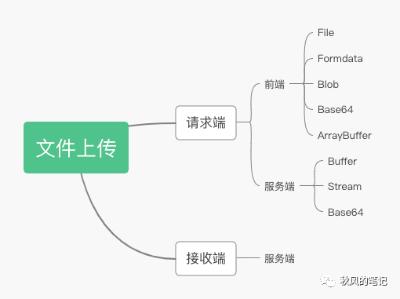 文件上传
请求端
前端
File
Formdata
Blob
Base64
ArrayBuffer
服务端
Buffer
Stream
Base64
接收端
服务端
秋风的笔记